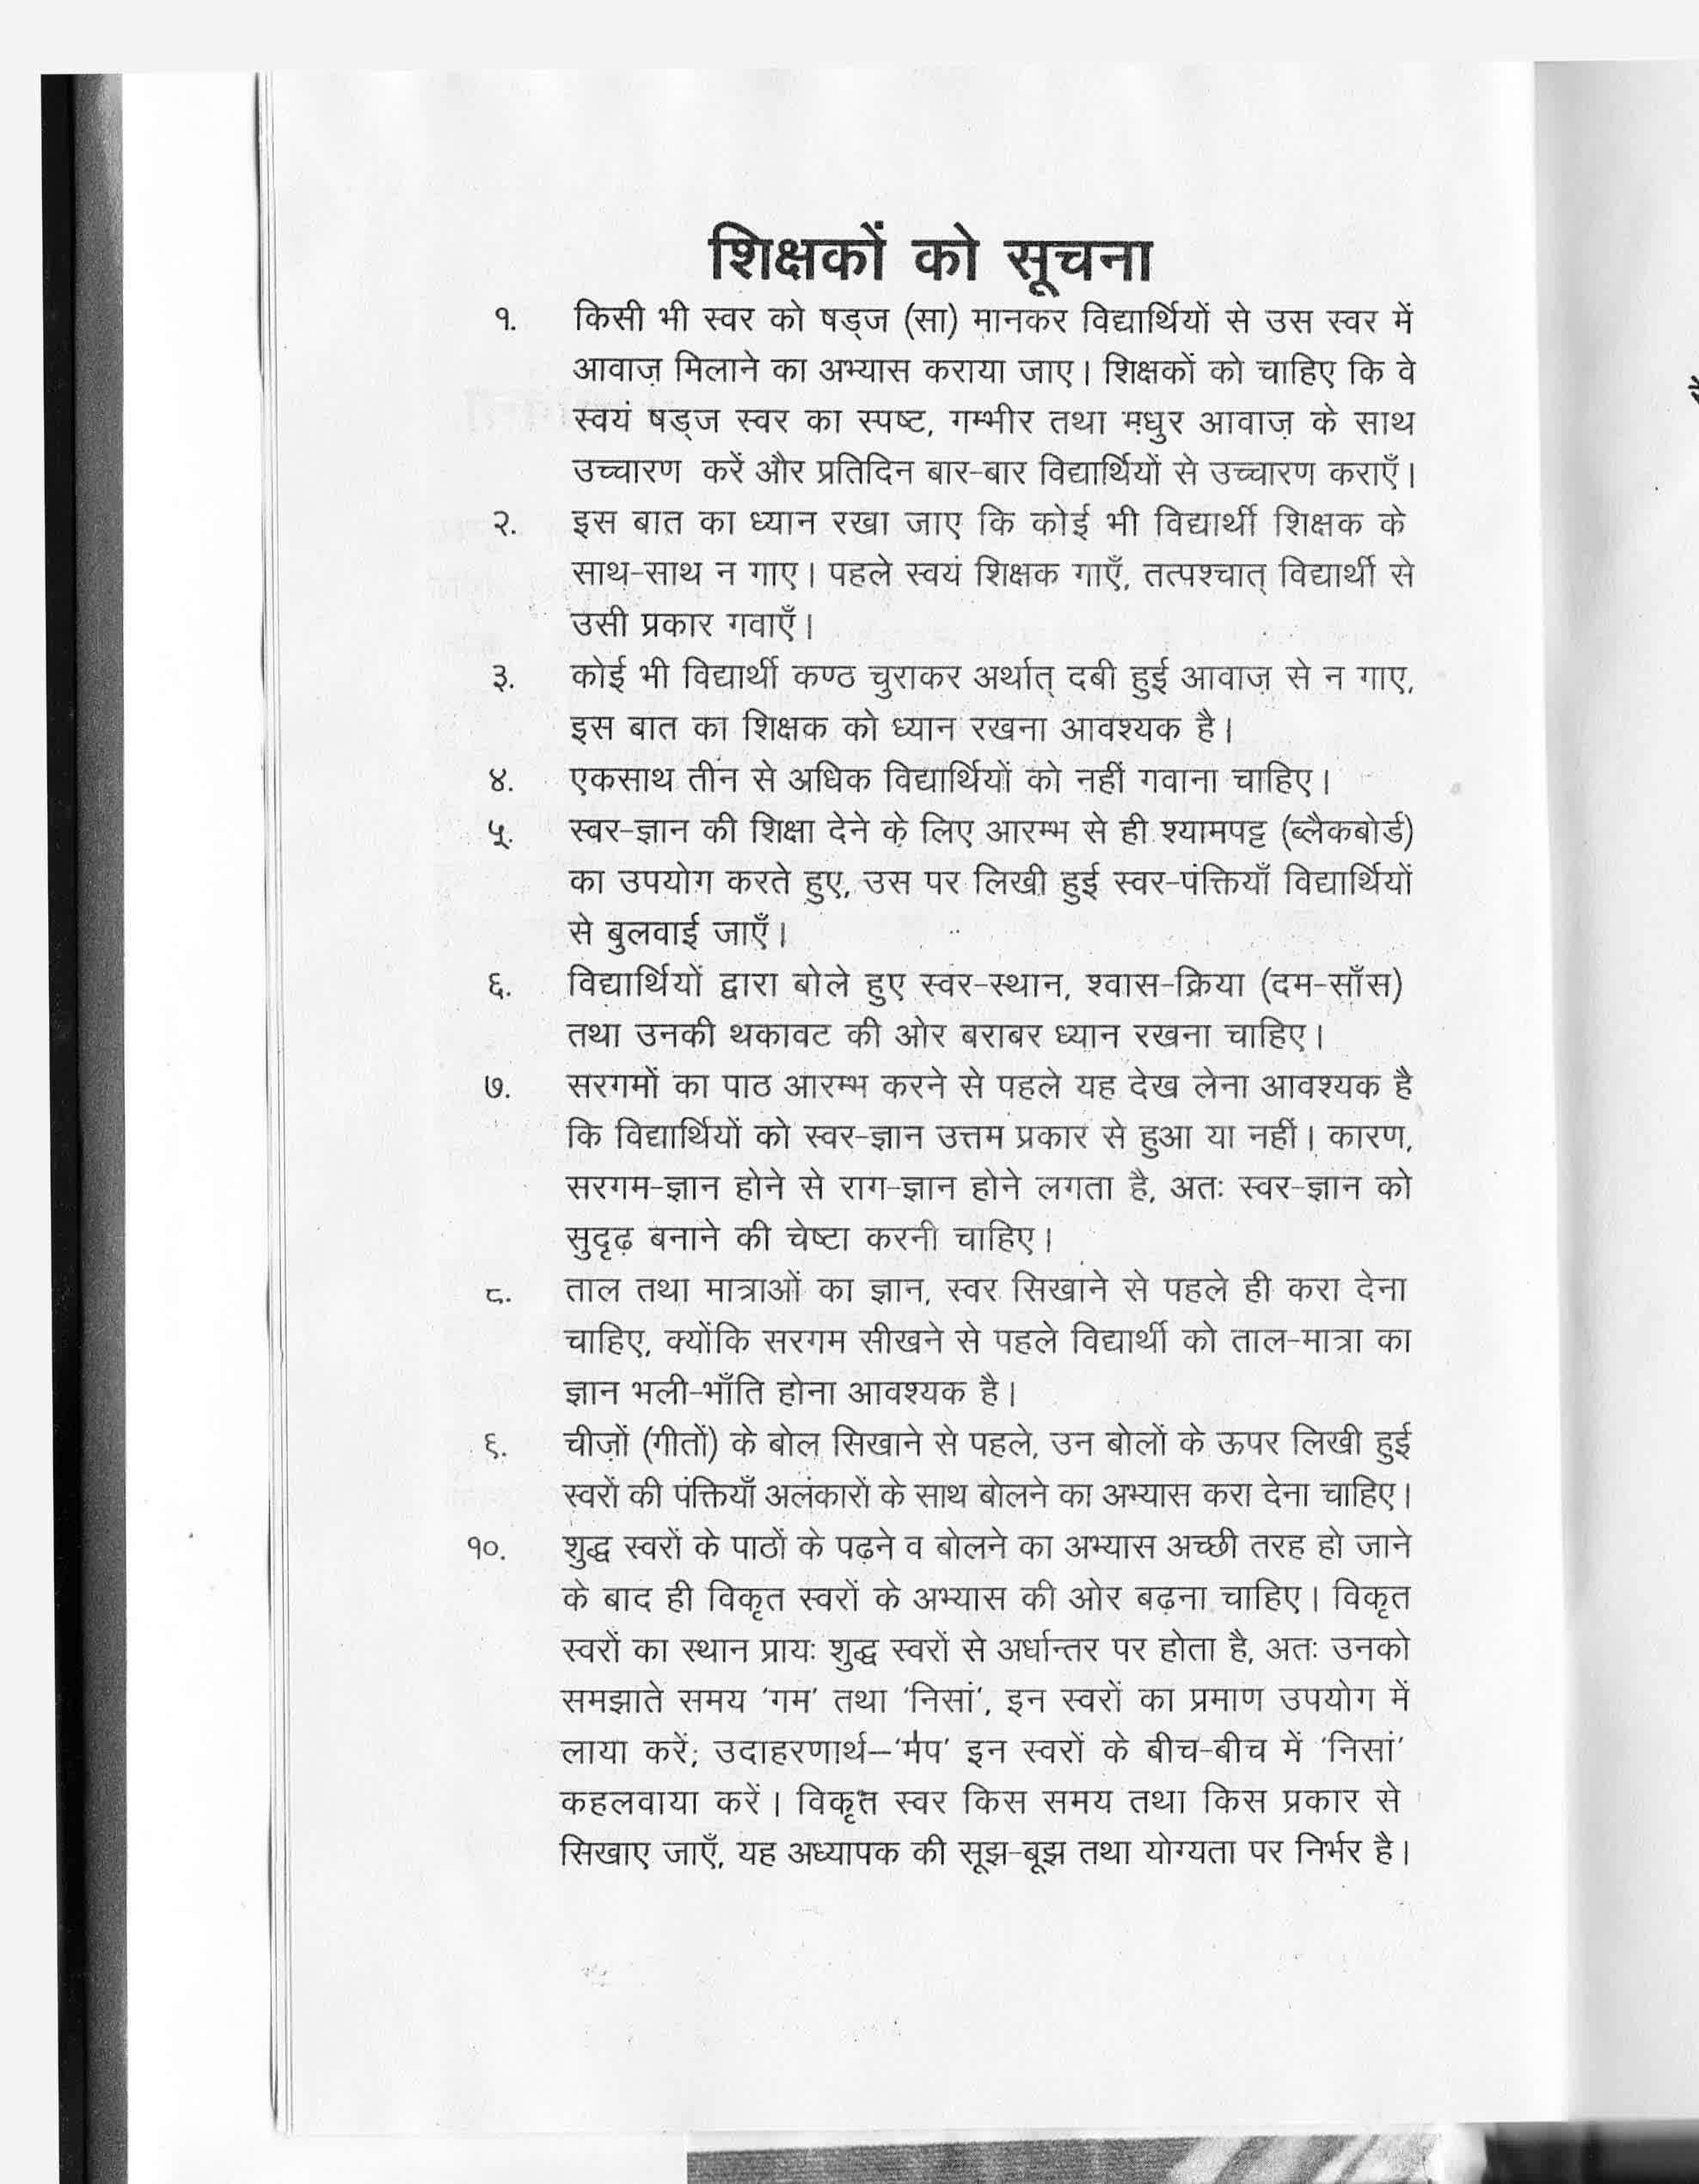 शिक्षकों को सूचना
१. किसी भी स्वर को षड्ज (सा) मानकर विद्यार्थियों से उस स्वर में
आवाज़ मिलाने का अभ्यास कराया जाए। शिक्षकों को चाहिए कि वे
स्वयं षड्ज स्वर का स्पष्ट, गम्भीर तथा मधुर आवाज़ के साथ
उच्चारण करें और प्रतिदिन बार-बार विद्यार्थियों से उच्चारण कराएँ।
२. इस बात का ध्यान रखा जाए कि कोई भी विद्यार्थी शिक्षक के
साथ-साथ न गाए। पहले स्वयं शिक्षक गाएँ, तत्पश्चात् विद्यार्थी से
उसी प्रकार गवाएँ।
३. कोई भी विद्यार्थी कण्ठ चुराकर अर्थात् दबी हुई आवाज़ से न गाए,
इस बात का शिक्षक को ध्यान रखना आवश्यक है।
४. एकसाथ तीन से अधिक विद्यार्थियों को नहीं गवाना चाहिए।
५. स्वर-ज्ञान की शिक्षा देने के लिए आरम्भ से ही श्यामपट्ट (ब्लैकबोर्ड)
का उपयोग करते हुए, उस पर लिखी हुई स्वर-पंक्तियाँ विद्यार्थियों
से बुलवाई जाएँ।
६. विद्यार्थियों द्वारा बोले हुए स्वर-स्थान, श्वास-क्रिया (दम-साँस)
तथा उनकी थकावट की ओर बराबर ध्यान रखना चाहिए।
७. सरगमों का पाठ आरम्भ करने से पहले यह देख लेना आवश्यक है
कि विद्यार्थियों को स्वर-ज्ञान उत्तम प्रकार से हुआ या नहीं। कारण,
सरगम-ज्ञान होने से राग-ज्ञान होने लगता है, अतः स्वर-ज्ञान को
सुदृढ़ बनाने की चेष्टा करनी चाहिए।
८. ताल तथा मात्राओं का ज्ञान, स्वर सिखाने से पहले ही करा देना
चाहिए, क्योंकि सरगम सीखने से पहले विद्यार्थी को ताल-मात्रा का
ज्ञान भली-भाँति होना आवश्यक है।
९. चीज़ों (गीतों) के बोल सिखाने से पहले, उन बोलों के ऊपर लिखी हुई
स्वरों की पंक्तियाँ अलंकारों के साथ बोलने का अभ्यास करा देना चाहिए।
१०. शुद्ध स्वरों के पाठों के पढ़ने व बोलने का अभ्यास अच्छी तरह हो जाने
के बाद ही विकृत स्वरों के अभ्यास की ओर बढ़ना चाहिए। विकृत
स्वरों का स्थान प्रायः शुद्ध स्वरों से अर्धान्तर पर होता है, अतः उनको
समझाते समय ‘गम’ तथा ‘निसां’, इन स्वरों का प्रमाण उपयोग में
लाया करें; उदाहरणार्थ–‘म॑प’ इन स्वरों के बीच-बीच में ‘निसां’
कहलवाया करें। विकृत स्वर किस समय तथा किस प्रकार से
सिखाए जाएँ, यह अध्यापक की सूझ-बूझ तथा योग्यता पर निर्भर है।